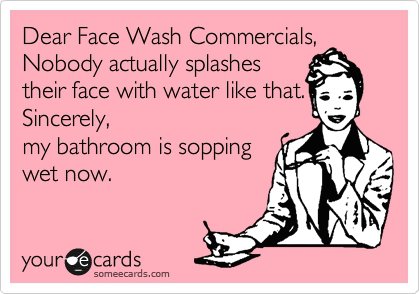 Dear Face Wash Commercials,
Nobody actually splashes
their face with water like that.
Sincerely,
my bathroom is sopping
wet now.
your e cards
someecards.com